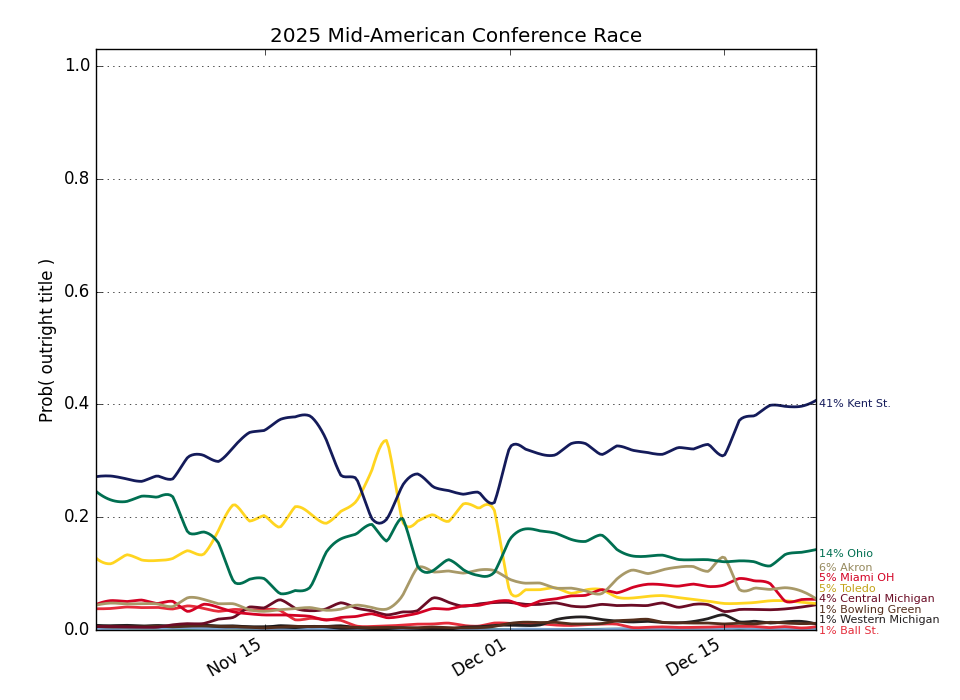 2025 Mid-American Conference Race
Prob( outright title )
1.0
0.8
0.6
0.4
0.2
0.0
Nov 15
Dec 01
Dec 15
41% Kent St.
14% Ohio
6% Akron
5% Miami OH
5% Toledo
4% Central Michigan
1% Bowling Green
1% Western Michigan
1% Ball St.